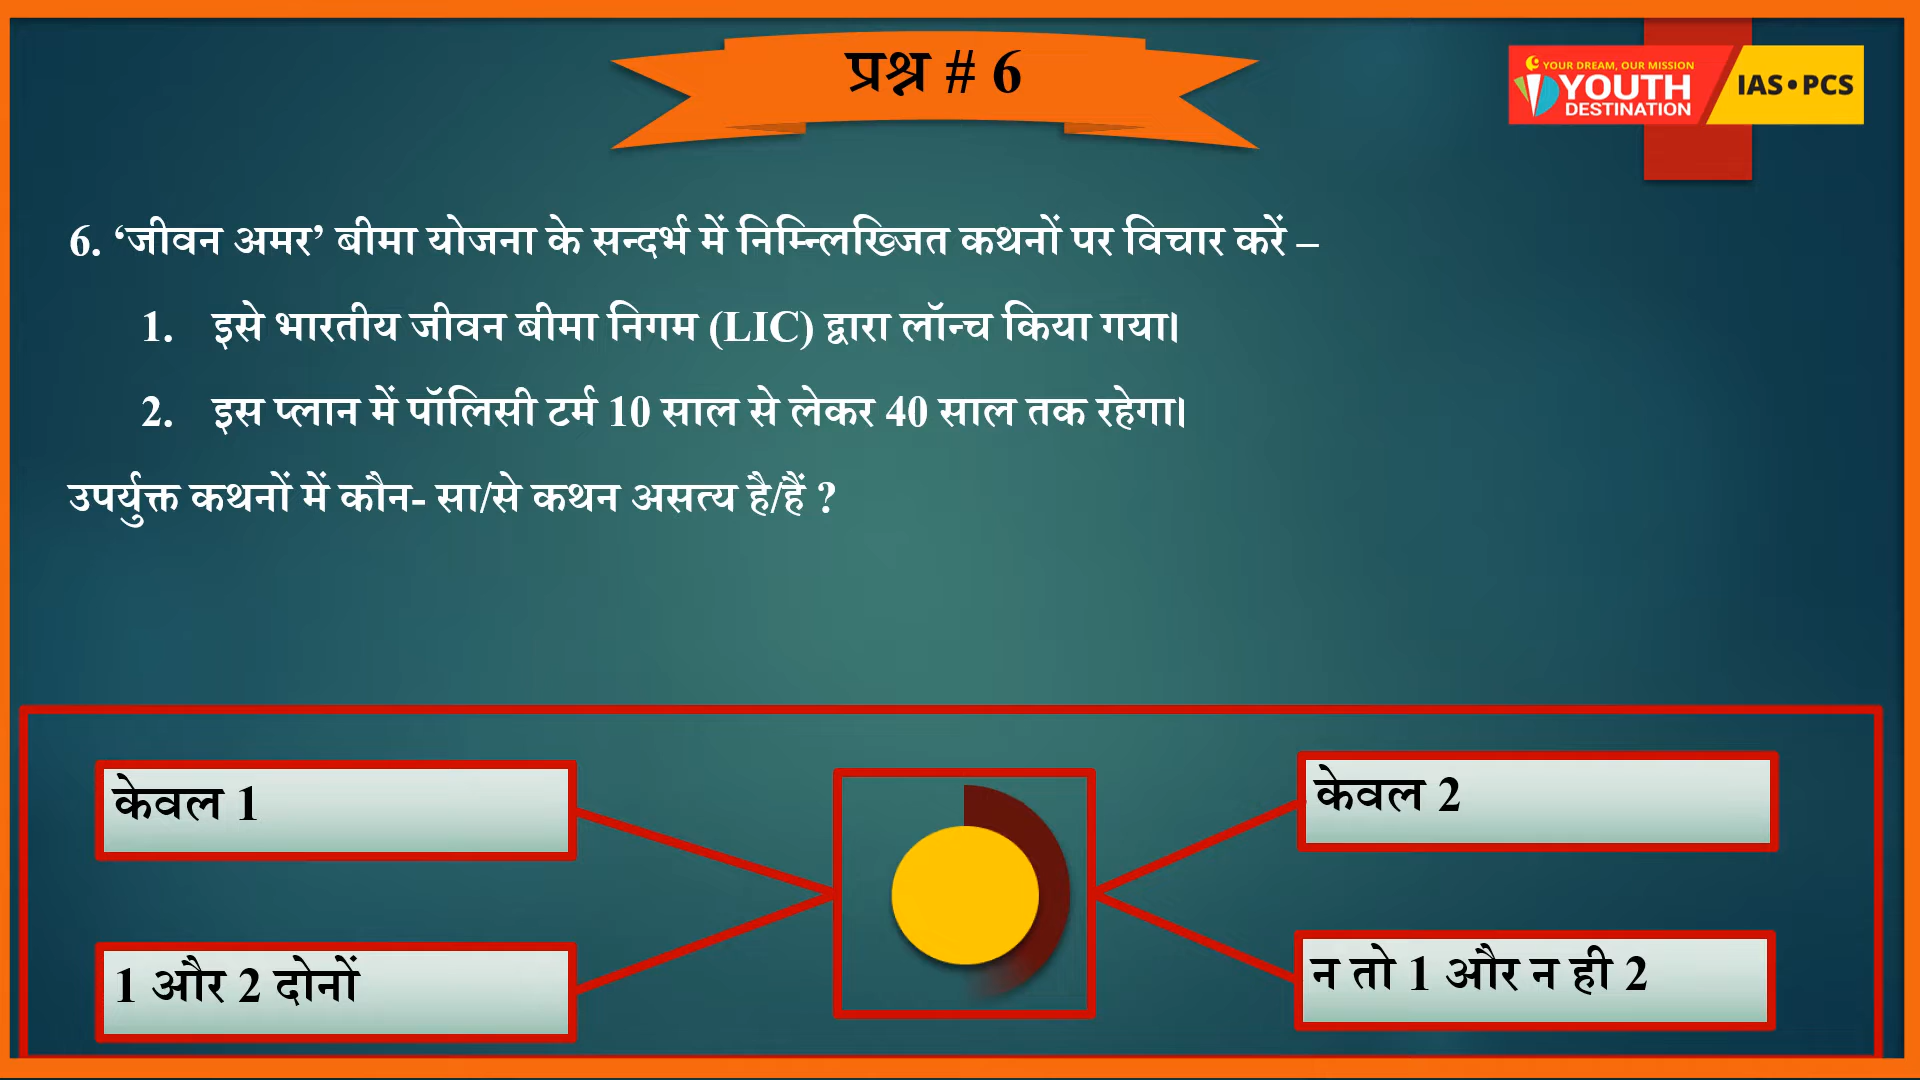 प्रश्न # 6
YOUR DREAM, OUR MISSION
YOUTH
DESTINATION
IAS•PCS
6. ‘जीवन अमर’ बीमा योजना के सन्दर्भ में निम्न्लिख्जित कथनों पर विचार करें –
1. इसे भारतीय जीवन बीमा निगम (LIC) द्वारा लॉन्च किया गया।
2. इस प्लान में पॉलिसी टर्म 10 साल से लेकर 40 साल तक रहेगा।
उपर्युक्त कथनों में कौन- सा/से कथन असत्य है/हैं ?
केवल 1
केवल 2
1 और 2 दोनों
न तो 1 और न ही 2